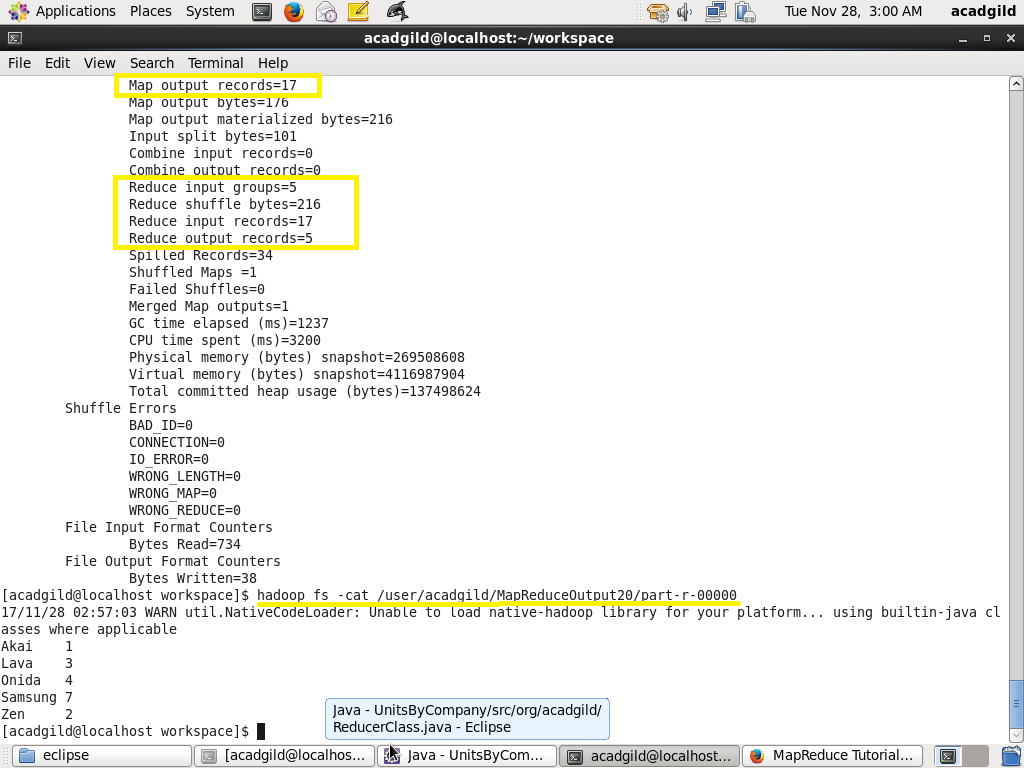 Applications Places System Tue Nov 28, 3:00 AM acadgild
acadgild@localhost:~/workspace
File Edit View Search Terminal Help
Map output records=17
Map output bytes=176
Map output materialized bytes=216
Input split bytes=101
Combine input records=0
Combine output records=0
Reduce input groups=5
Reduce shuffle bytes=216
Reduce input records=17
Reduce output records=5
Spilled Records=34
Shuffled Maps =1
Failed Shuffles=0
Merged Map outputs=1
GC time elapsed (ms)=1237
CPU time spent (ms)=3200
Physical memory (bytes) snapshot=269508608
Virtual memory (bytes) snapshot=4116987904
Total committed heap usage (bytes)=137498624
Shuffle Errors
BAD_ID=0
CONNECTION=0
IO_ERROR=0
WRONG_LENGTH=0
WRONG_MAP=0
WRONG_REDUCE=0
File Input Format Counters
Bytes Read=734
File Output Format Counters
Bytes Written=38
[acadgild@localhost workspace]$ hadoop fs -cat /user/acadgild/MapReduceOutput20/part-r-00000
17/11/28 02:57:03 WARN util.NativeCodeLoader: Unable to load native-hadoop library for your platform... using builtin-java cl
asses where applicable
Akai 1
Lava 3
Onida 4
Samsung 7
Zen 2
[acadgild@localhost workspace]$
Java - UnitsByCompany/src/org/acadgild/
ReducerClass.java - Eclipse
eclipse [acadgild@localhos... Java - UnitsByCom... acadgild@localhost:... MapReduce Tutorial...